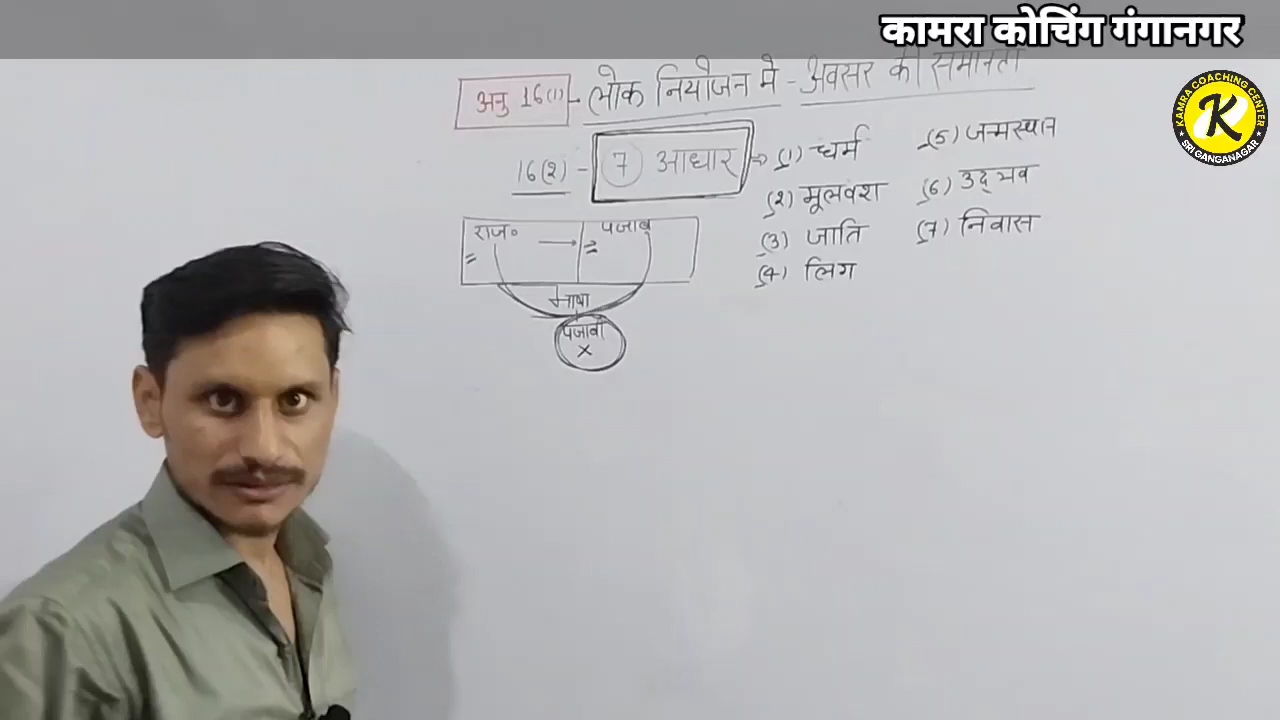 कामरा कोचिंग गंगानगर
KAMRA COACHING CENTER
K
SRI GANGANAGAR
अनु 16(1) - लोक नियोजन मे - अवसर की समानता
16(2) - 7 आधार → (1) धर्म
(2) मूलवंश
(3) जाति
(4) लिग
(5) जन्मस्थान
(6) उद्भव
(7) निवास
राज० → पंजाब
=
=
भाषा
पंजाबी
x